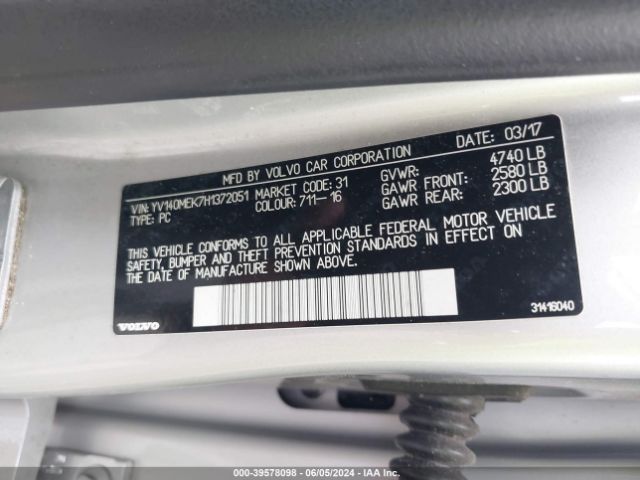 MFD BY VOLVO CAR CORPORATION DATE: 03/17
VIN: YV140MEK7H1372051 MARKET CODE: 31 GVWR: 4740 LB
TYPE: PC COLOUR: 711-16 GAWR FRONT: 2580 LB
GAWR REAR: 2300 LB
THIS VEHICLE CONFORMS TO ALL APPLICABLE FEDERAL MOTOR VEHICLE
SAFETY, BUMPER AND THEFT PREVENTION STANDARDS IN EFFECT ON
THE DATE OF MANUFACTURE SHOWN ABOVE.
VOLVO 31416040
000-39578098 - 06/05/2024 - IAA Inc.